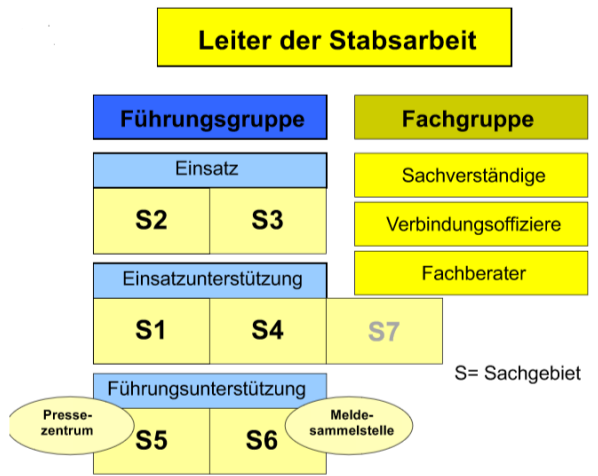 Leiter der Stabsarbeit
Führungsgruppe
Fachgruppe
Einsatz
S2
S3
Sachverständige
Verbindungsoffiziere
Fachberater
Einsatzunterstützung
S1
S4
S7
S= Sachgebiet
Führungsunterstützung
Presse-
zentrum
S5
S6
Melde-
sammelstelle